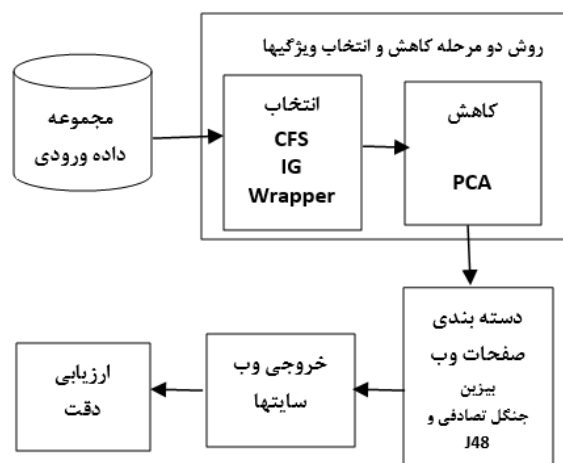 روش دو مرحله کاهش و انتخاب ویژگیها
مجموعه
داده ورودی
انتخاب
CFS
IG
Wrapper
کاهش
PCA
دسته بندی
صفحات وب
بیزین
جنگل تصادفی و
J48
خروجی وب
سایتها
ارزیابی
دقت